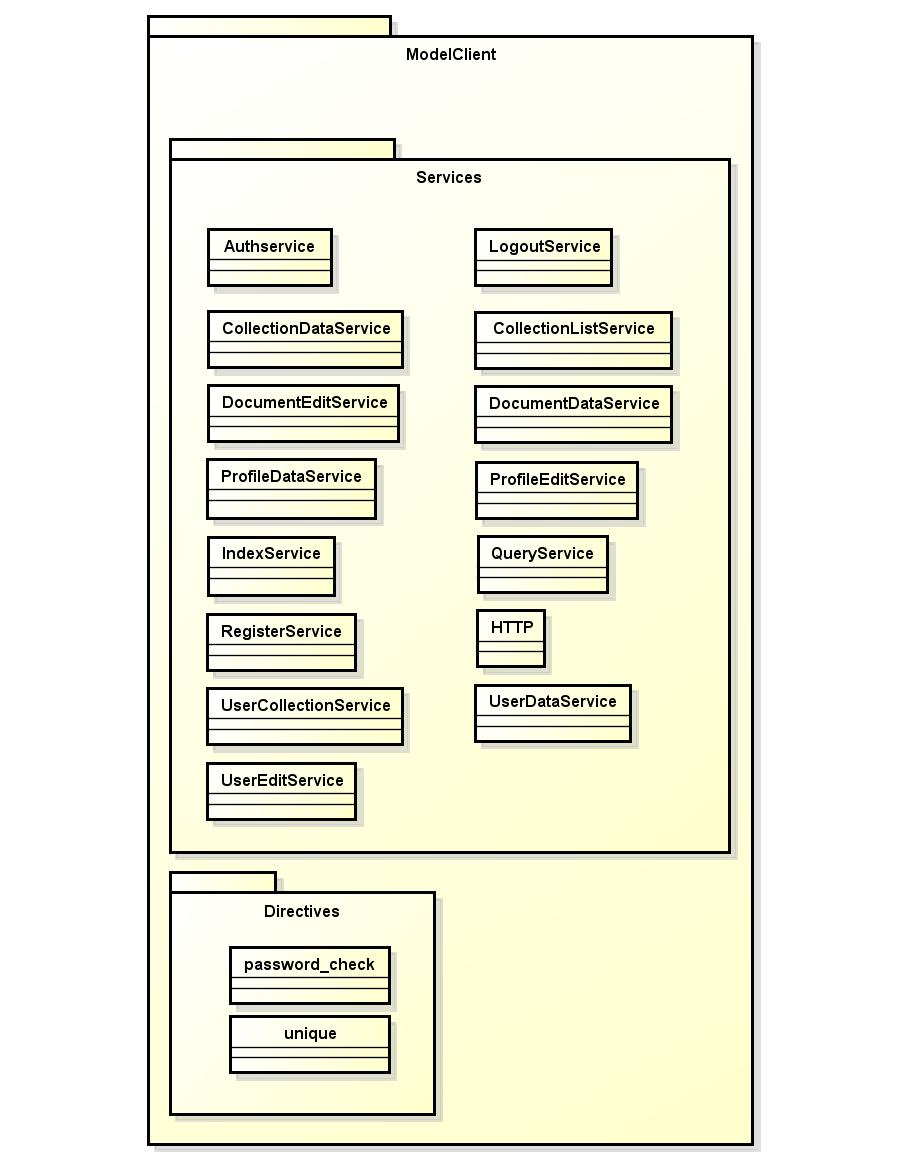 ModelClient
Services
Authservice
LogoutService
CollectionDataService
CollectionListService
DocumentEditService
DocumentDataService
ProfileDataService
ProfileEditService
IndexService
QueryService
RegisterService
HTTP
UserCollectionService
UserDataService
UserEditService
Directives
password_check
unique